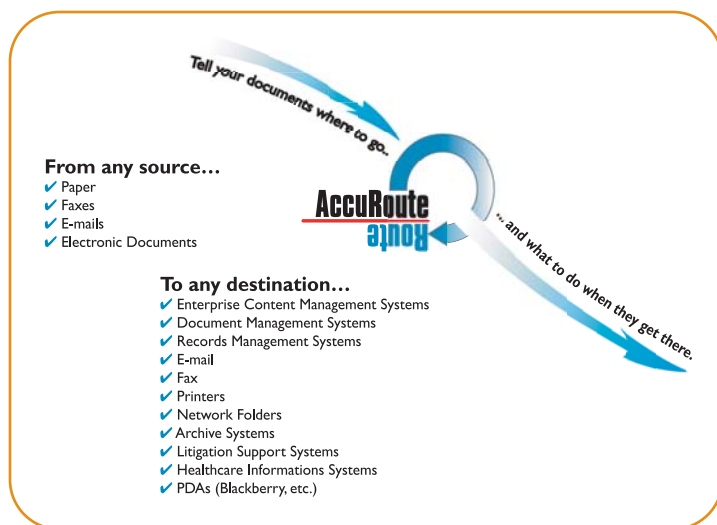 Tell your documents where to go..
From any source...
✔ Paper
✔ Faxes
✔ E-mails
✔ Electronic Documents
AccuRoute
Route
... and what to do when they get there.
To any destination...
✔ Enterprise Content Management Systems
✔ Document Management Systems
✔ Records Management Systems
✔ E-mail
✔ Fax
✔ Printers
✔ Network Folders
✔ Archive Systems
✔ Litigation Support Systems
✔ Healthcare Informations Systems
✔ PDAs (Blackberry, etc.)